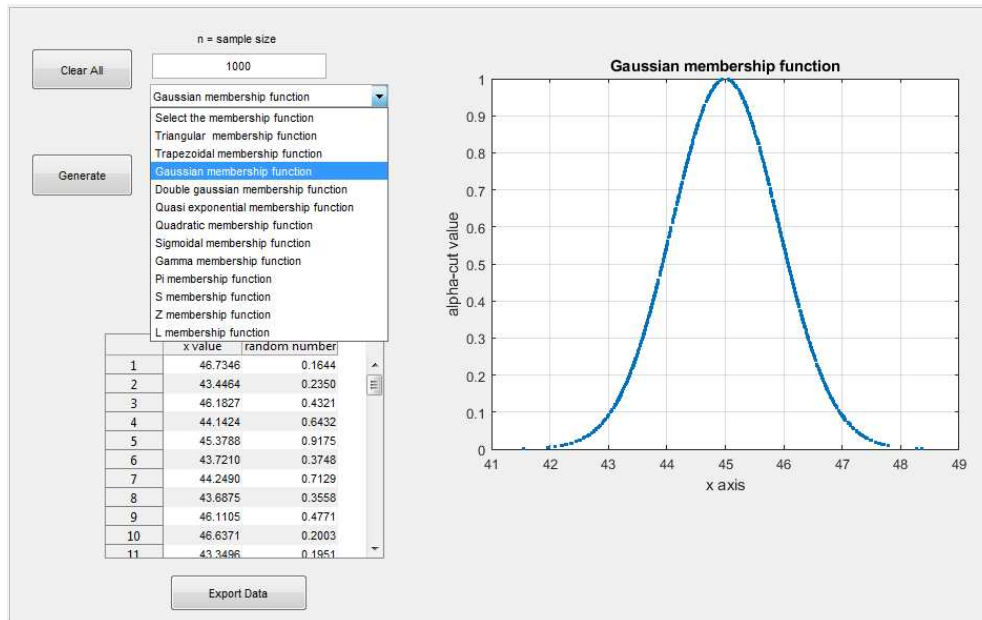 n = sample size
Clear All
1000
Gaussian membership function
Select the membership function
Triangular membership function
Trapezoidal membership function
Gaussian membership function
Generate
Double gaussian membership function
Quasi exponential membership function
Quadratic membership function
Sigmoidal membership function
Gamma membership function
Pi membership function
S membership function
Z membership function
L membership function
x value random number
1 46.7346 0.1644
2 43.4464 0.2350
3 46.1827 0.4321
4 44.1424 0.6432
5 45.3788 0.9175
6 43.7210 0.3748
7 44.2490 0.7129
8 43.6875 0.3558
9 46.1105 0.4771
10 46.6371 0.2003
11 43.3496 0.1951
Export Data
Gaussian membership function
1
0.9
0.8
0.7
0.6
0.5
0.4
0.3
0.2
0.1
0
alpha-cut value
41 42 43 44 45 46 47 48 49
x axis